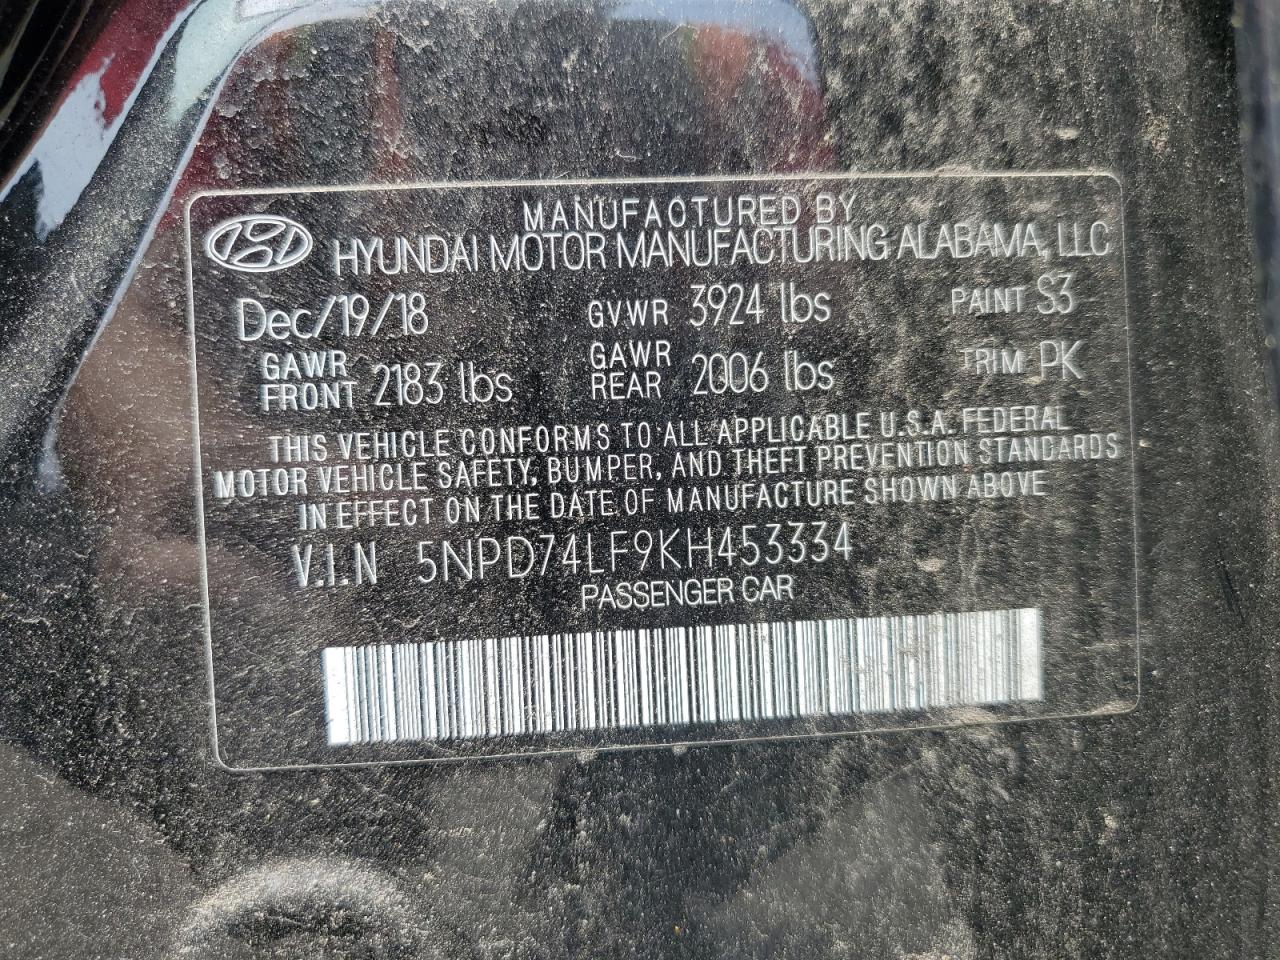 MANUFACTURED BY
HYUNDAI MOTOR MANUFACTURING ALABAMA, LLC
Dec/19/18 GVWR 3924 lbs PAINT S3
GAWR FRONT 2183 lbs GAWR REAR 2006 lbs TRIM PK
THIS VEHICLE CONFORMS TO ALL APPLICABLE U.S.A. FEDERAL
MOTOR VEHICLE SAFETY, BUMPER, AND THEFT PREVENTION STANDARDS
IN EFFECT ON THE DATE OF MANUFACTURE SHOWN ABOVE
V.I.N 5NPD74LF9KH453334
PASSENGER CAR